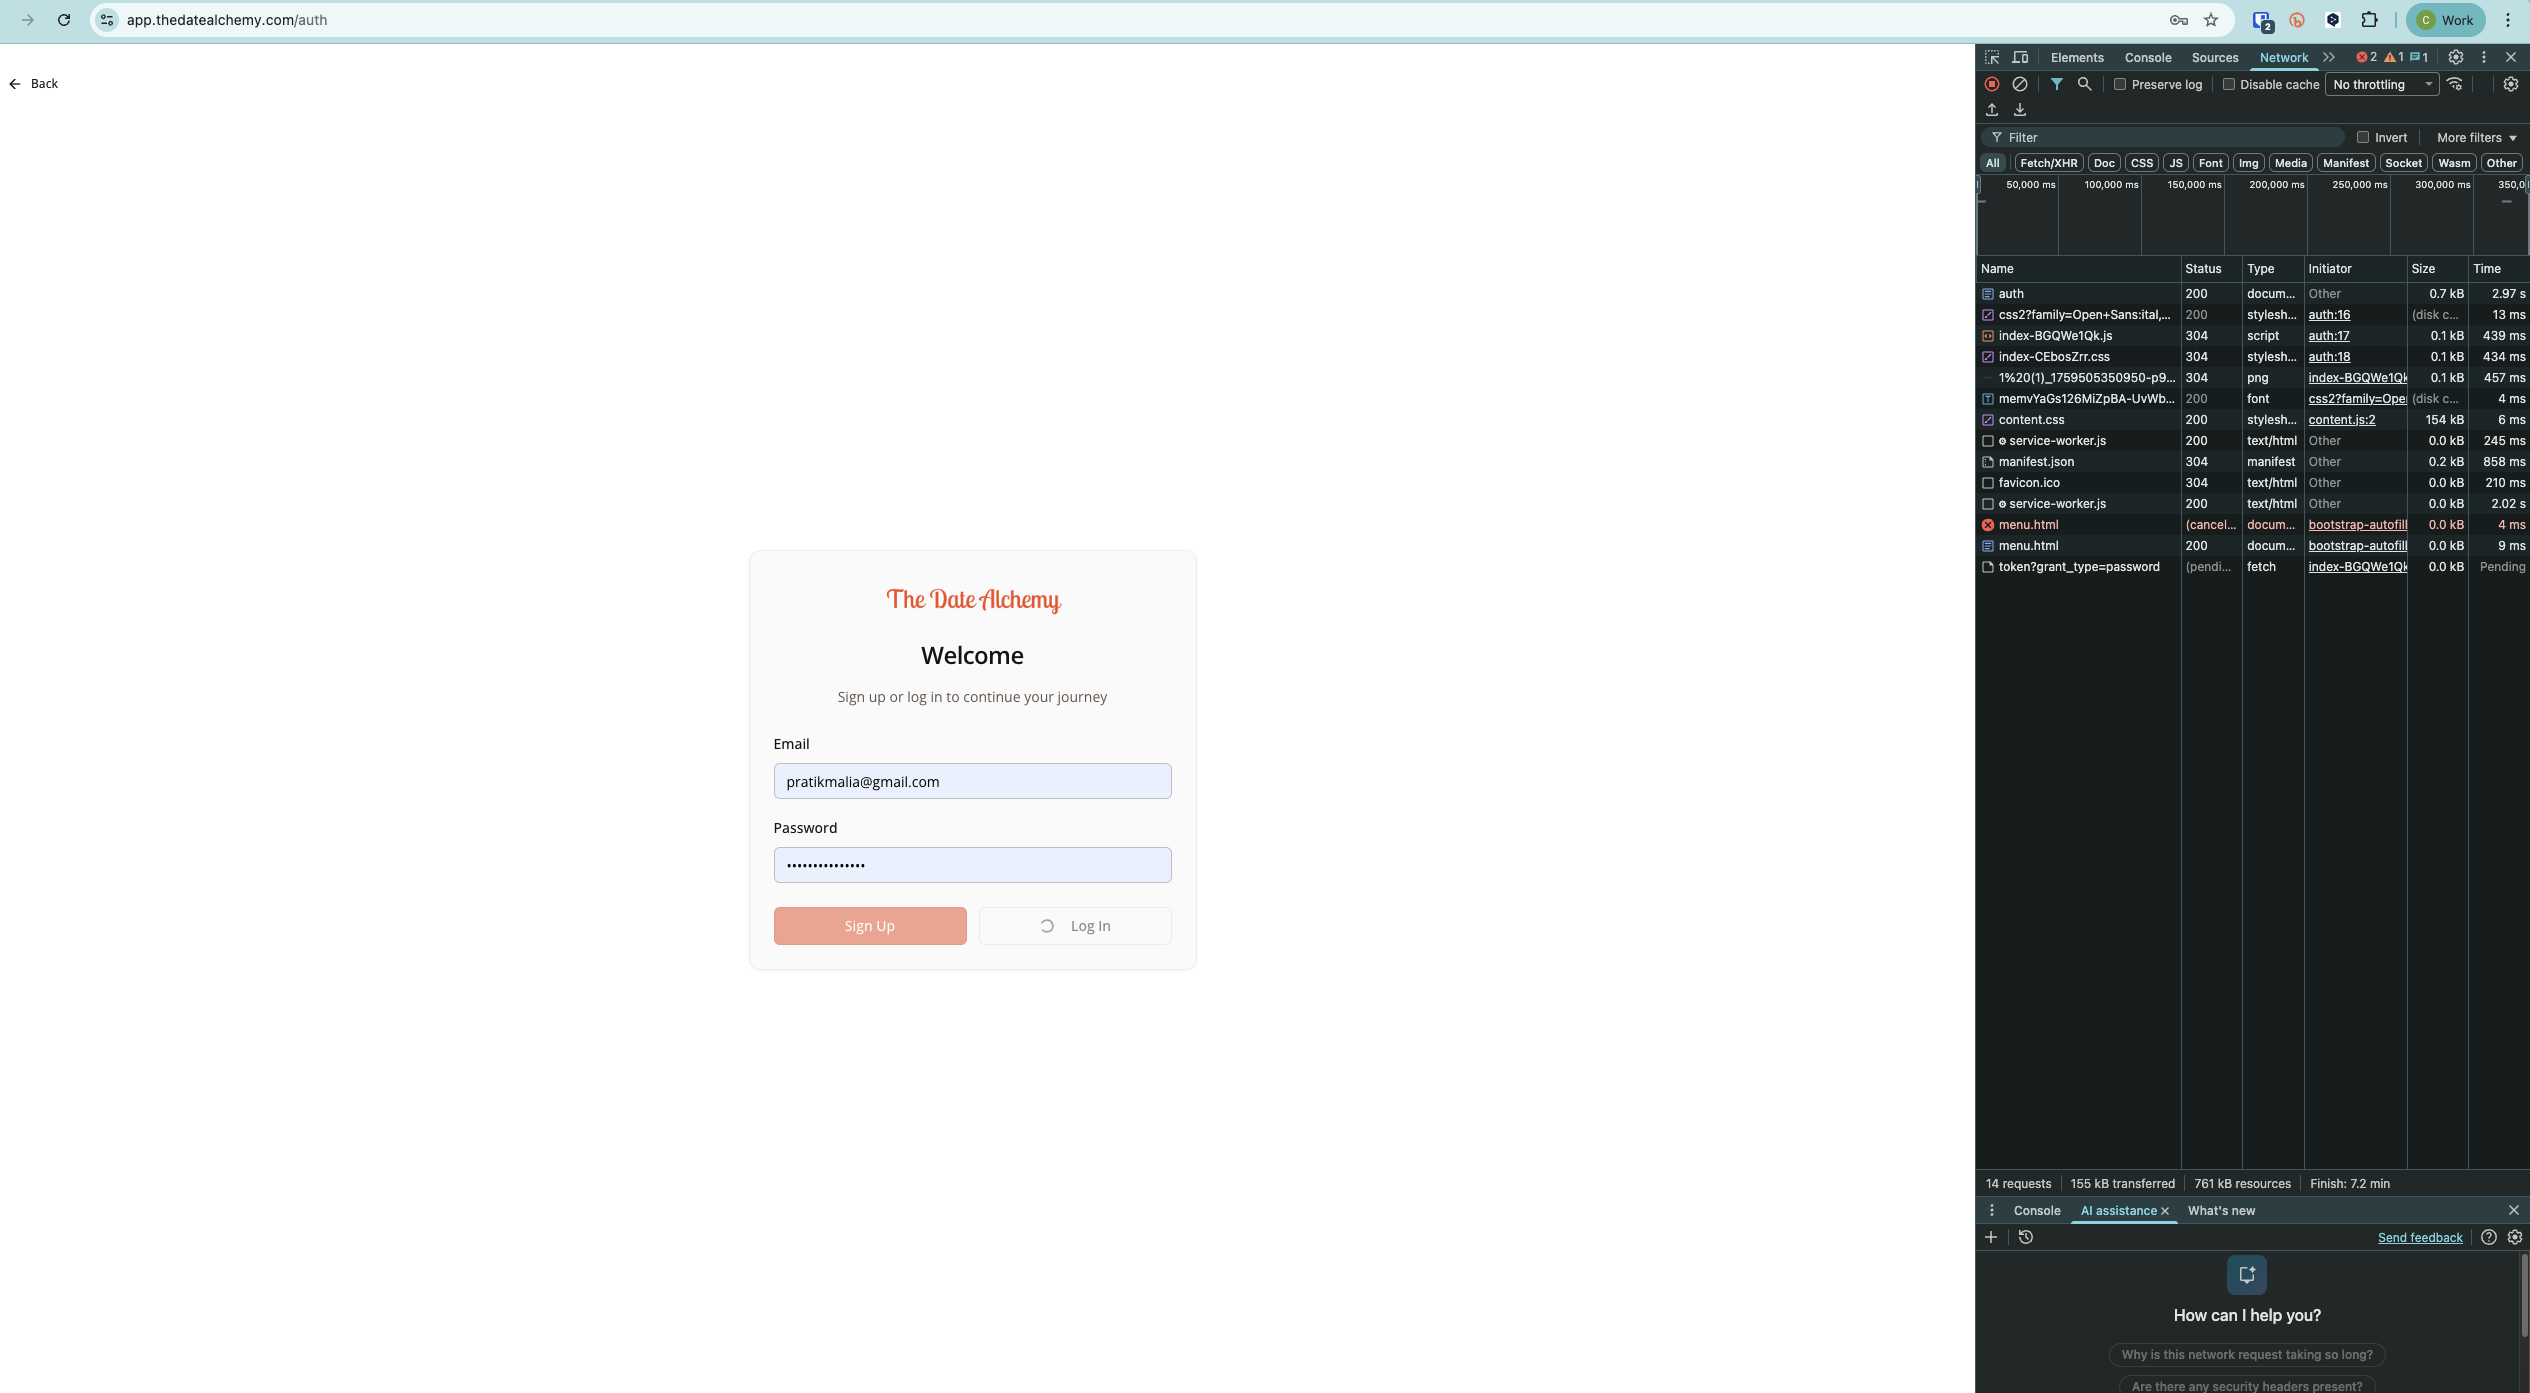 app.thedatealchemy.com/auth
2
C Work
Back
The Date Alchemy
Welcome
Sign up or log in to continue your journey
Email
pratikmalia@gmail.com
Password
•••••••••••••••
Sign Up
Log In
Elements Console Sources Network 2 1 1
Preserve log Disable cache No throttling
Filter Invert More filters
All Fetch/XHR Doc CSS JS Font Img Media Manifest Socket Wasm Other
50,000 ms 100,000 ms 150,000 ms 200,000 ms 250,000 ms 300,000 ms 350,0
Name Status Type Initiator Size Time
auth 200 docum... Other 0.7 kB 2.97 s
css2?family=Open+Sans:ital,... 200 stylesh... auth:16 (disk c... 13 ms
index-BGQWe1Qk.js 304 script auth:17 0.1 kB 439 ms
index-CEbosZrr.css 304 stylesh... auth:18 0.1 kB 434 ms
1%20(1)_1759505350950-p9... 304 png index-BGQWe1Qk 0.1 kB 457 ms
memvYaGs126MiZpBA-UvWb... 200 font css2?family=Open (disk c... 4 ms
content.css 200 stylesh... content.js:2 154 kB 6 ms
service-worker.js 200 text/html Other 0.0 kB 245 ms
manifest.json 304 manifest Other 0.2 kB 858 ms
favicon.ico 304 text/html Other 0.0 kB 210 ms
service-worker.js 200 text/html Other 0.0 kB 2.02 s
menu.html (cancel... docum... bootstrap-autofill 0.0 kB 4 ms
menu.html 200 docum... bootstrap-autofill 0.0 kB 9 ms
token?grant_type=password (pendi... fetch index-BGQWe1Qk 0.0 kB Pending
14 requests 155 kB transferred 761 kB resources Finish: 7.2 min
Console AI assistance What's new
Send feedback
How can I help you?
Why is this network request taking so long?
Are there any security headers present?